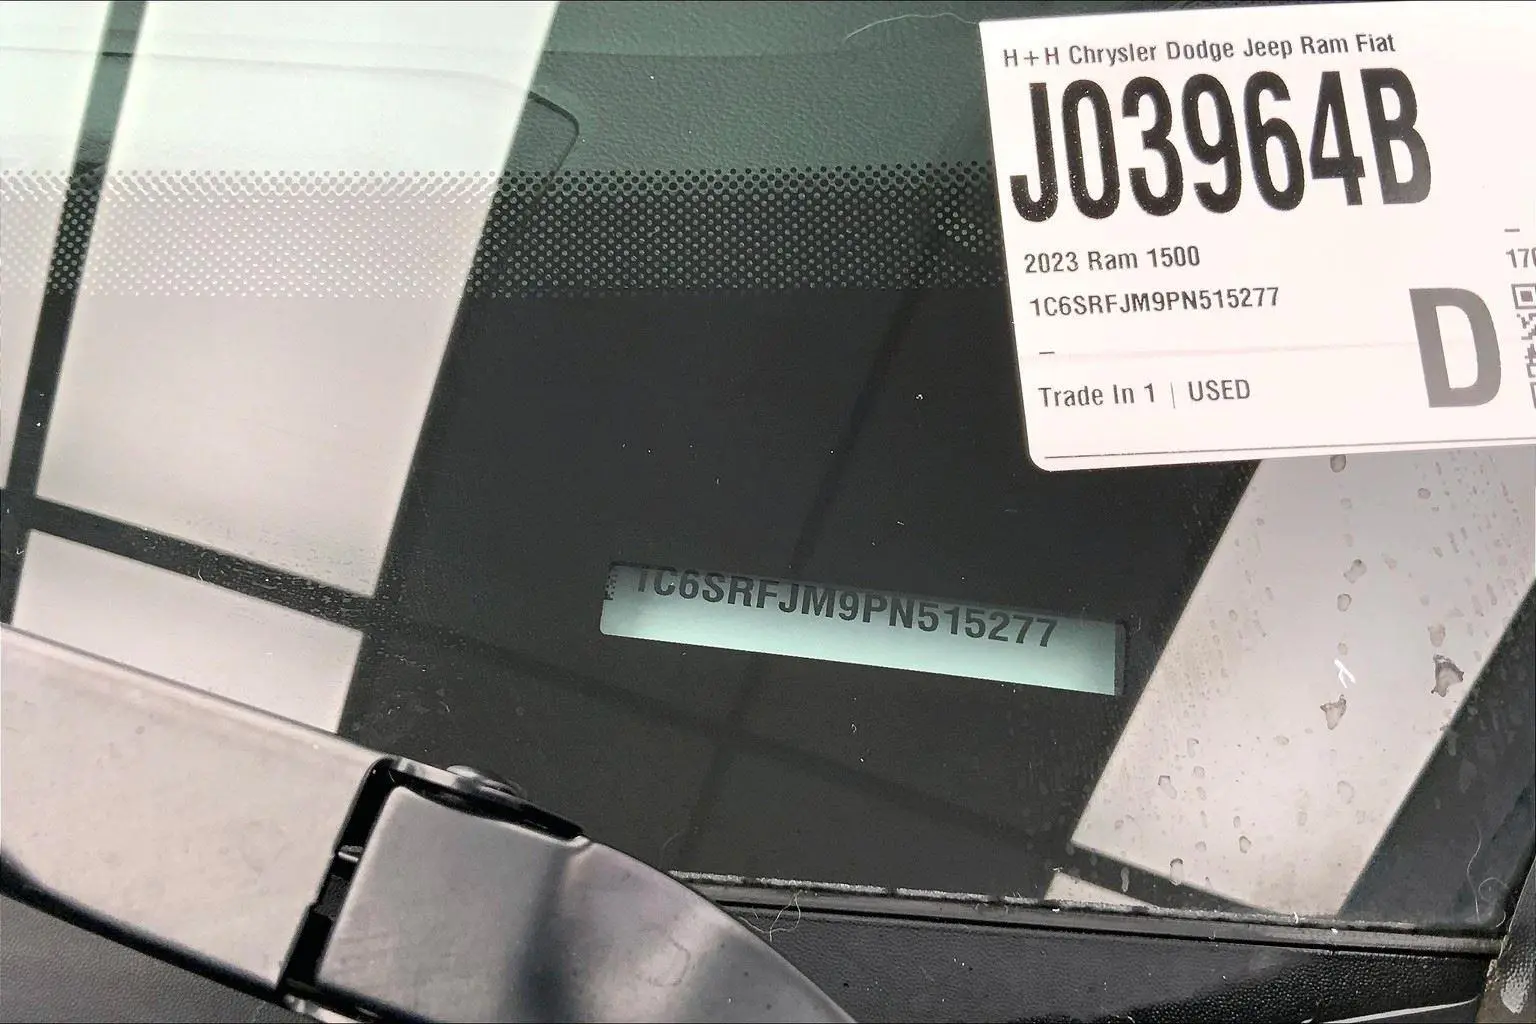 H+H Chrysler Dodge Jeep Ram Fiat
J03964B
2023 Ram 1500
1C6SRFJM9PN515277
–
Trade In 1 | USED
D
–
1C6SRFJM9PN515277